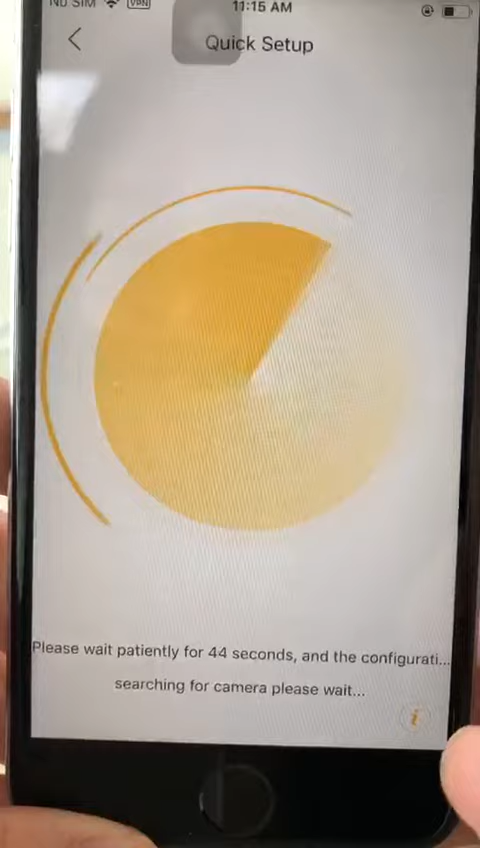 NO SIM VPN 11:15 AM
Quick Setup
Please wait patiently for 44 seconds, and the configurati...
searching for camera please wait...
i